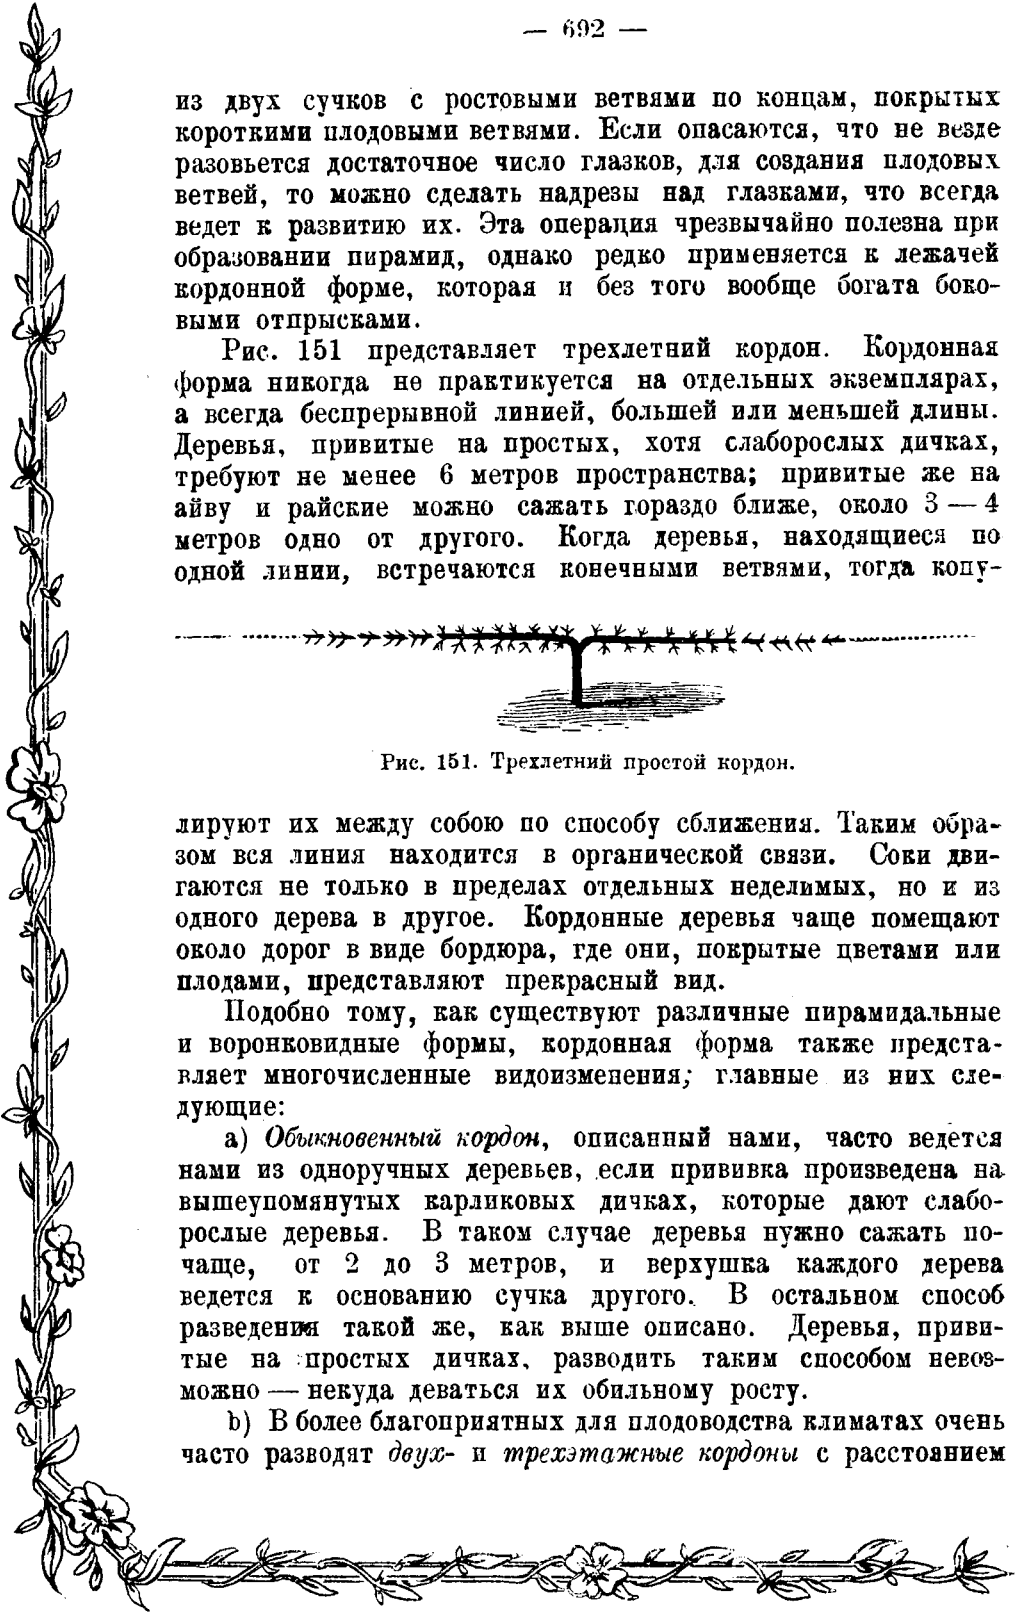 — 692 —
из двух сучков с ростовыми ветвями по концам, покрытых
короткими плодовыми ветвями. Если опасаются, что не везде
разовьется достаточное число глазков, для создания плодовых
ветвей, то можно сделать надрезы над глазками, что всегда
ведет к развитию их. Эта операция чрезвычайно полезна при
образовании пирамид, однако редко применяется к лежачей
кордонной форме, которая и без того вообще богата боко-
выми отпрысками.
Рис. 151 представляет трехлетний кордон. Кордонная
форма никогда не практикуется на отдельных экземплярах,
а всегда беспрерывной линией, большей или меньшей длины.
Деревья, привитые на простых, хотя слаборослых дичках,
требуют не менее 6 метров пространства; привитые же на
айву и райские можно сажать гораздо ближе, около 3 — 4
метров одно от другого. Когда деревья, находящиеся по
одной линии, встречаются конечными ветвями, тогда копу-
Рис. 151. Трехлетний простой кордон.
лируют их между собою по способу сближения. Таким обра-
зом вся линия находится в органической связи. Соки дви-
гаются не только в пределах отдельных неделимых, но и из
одного дерева в другое. Кордонные деревья чаще помещают
около дорог в виде бордюра, где они, покрытые цветами или
плодами, представляют прекрасный вид.
Подобно тому, как существуют различные пирамидальные
и воронковидные формы, кордонная форма также предста-
вляет многочисленные видоизменения; главные из них сле-
дующие:
а) Обыкновенный кордон, описанный нами, часто ведется
нами из одноручных деревьев, если прививка произведена на
вышеупомянутых карликовых дичках, которые дают слабо-
рослые деревья. В таком случае деревья нужно сажать по-
чаще, от 2 до 3 метров, и верхушка каждого дерева
ведется к основанию сучка другого. В остальном способ
разведения такой же, как выше описано. Деревья, приви-
тые на простых дичках, разводить таким способом невоз-
можно — некуда деваться их обильному росту.
b) В более благоприятных для плодоводства климатах очень
часто разводят двух- и трехэтажные кордоны с расстоянием